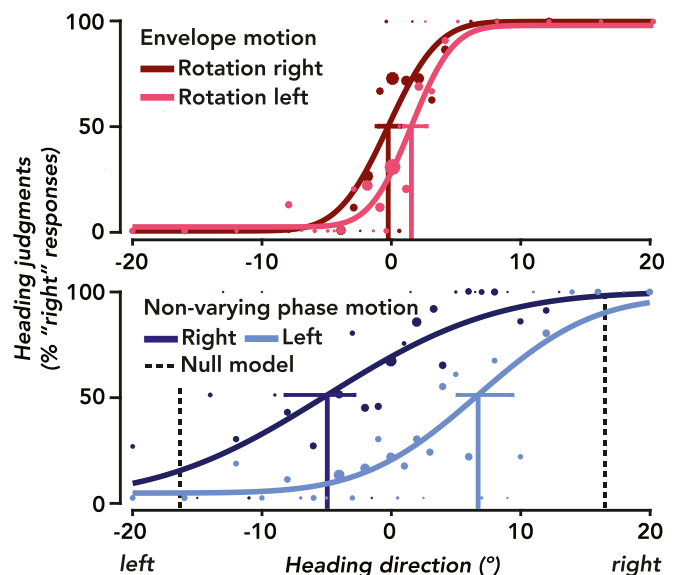 100
Envelope motion
Rotation right
Rotation left
50
0
-20 -10 0 10 20
Heading judgments
(% "right" responses)
100
Non-varying phase motion
Right Left
Null model
50
0
-20 -10 0 10 20
left Heading direction (°) right